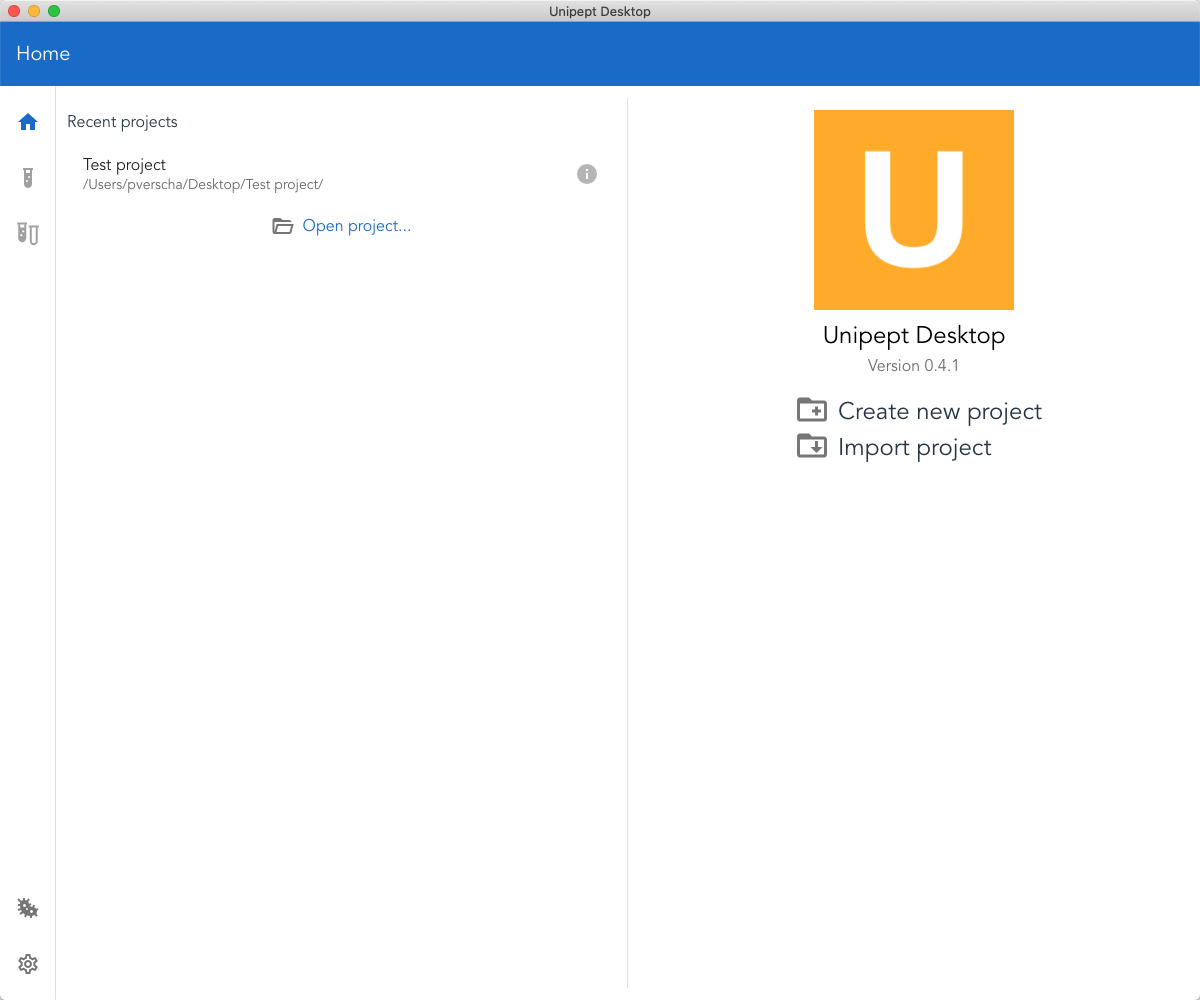 Unipept Desktop
Home
Recent projects
Test project
/Users/pverscha/Desktop/Test project/
Open project...
U
Unipept Desktop
Version 0.4.1
Create new project
Import project